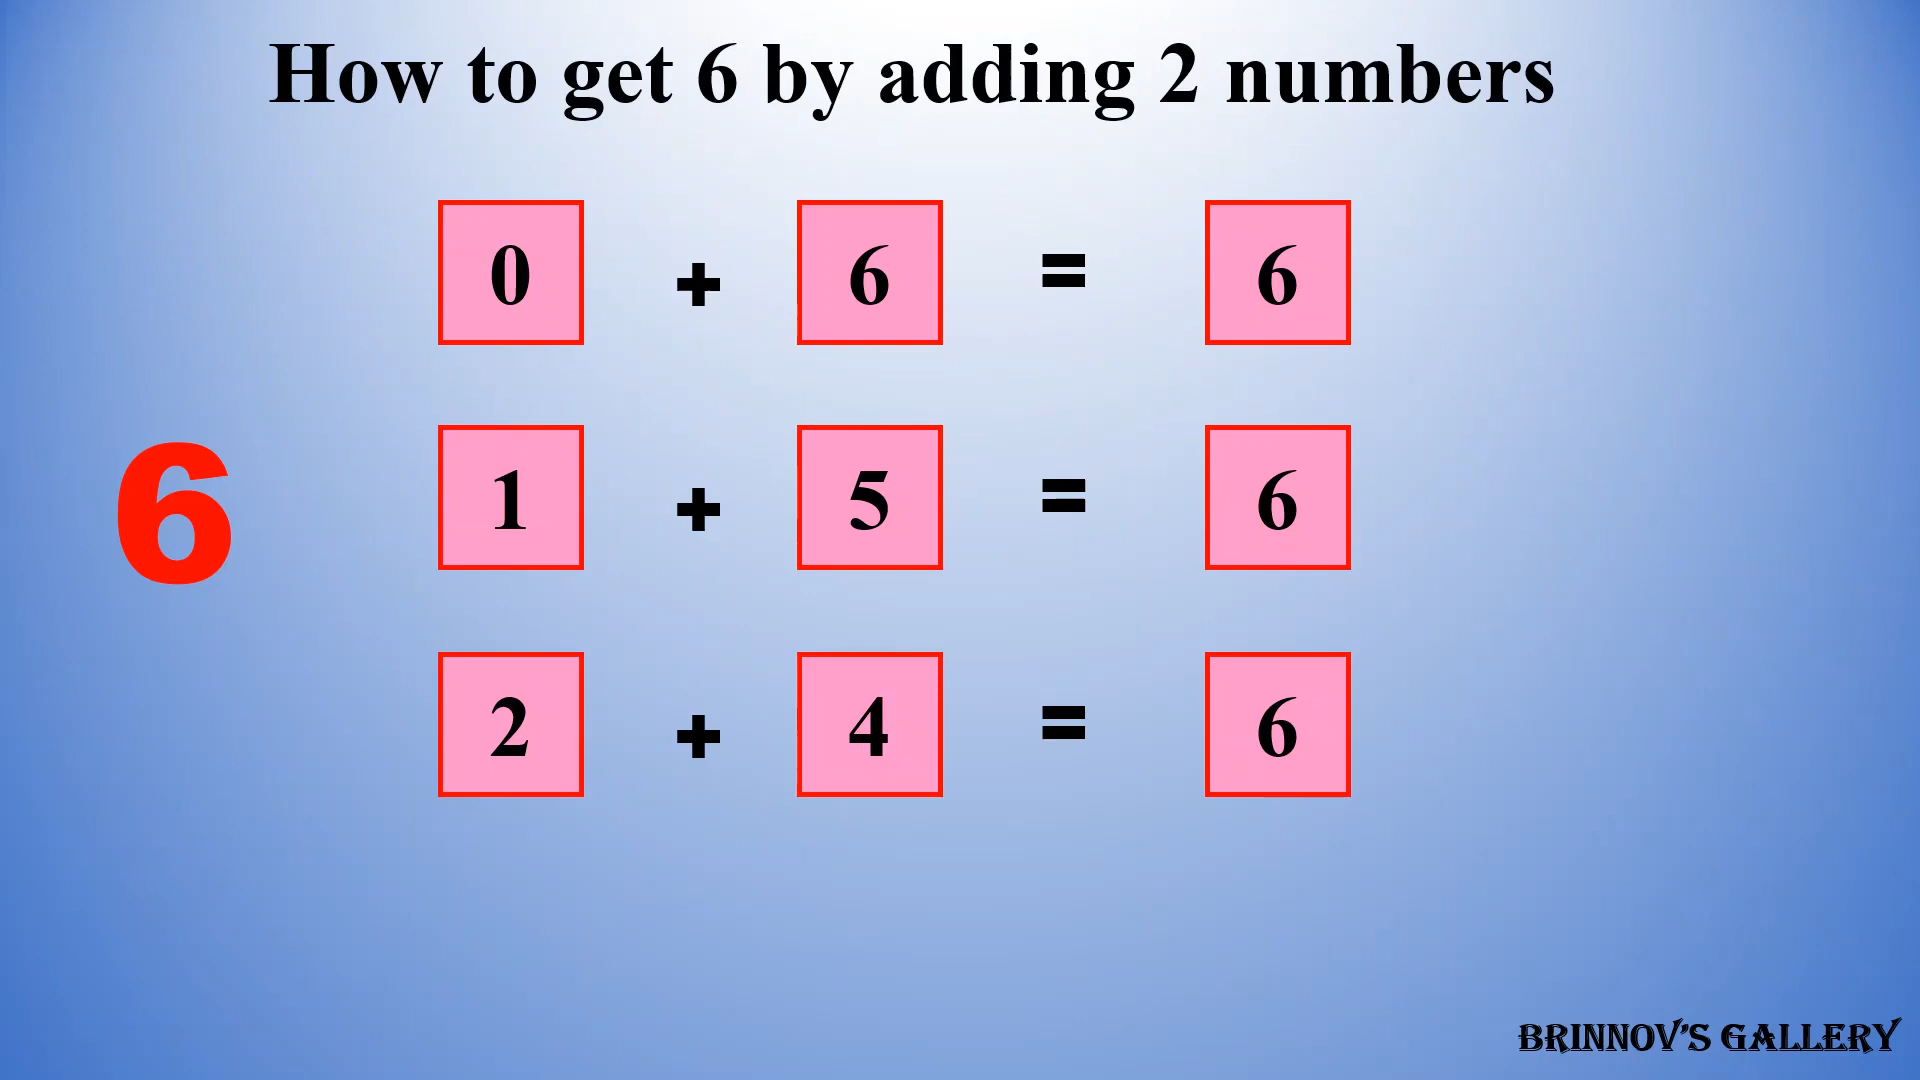 How to get 6 by adding 2 numbers
0 + 6 = 6
6
1 + 5 = 6
2 + 4 = 6
BRINNOV'S GALLERY